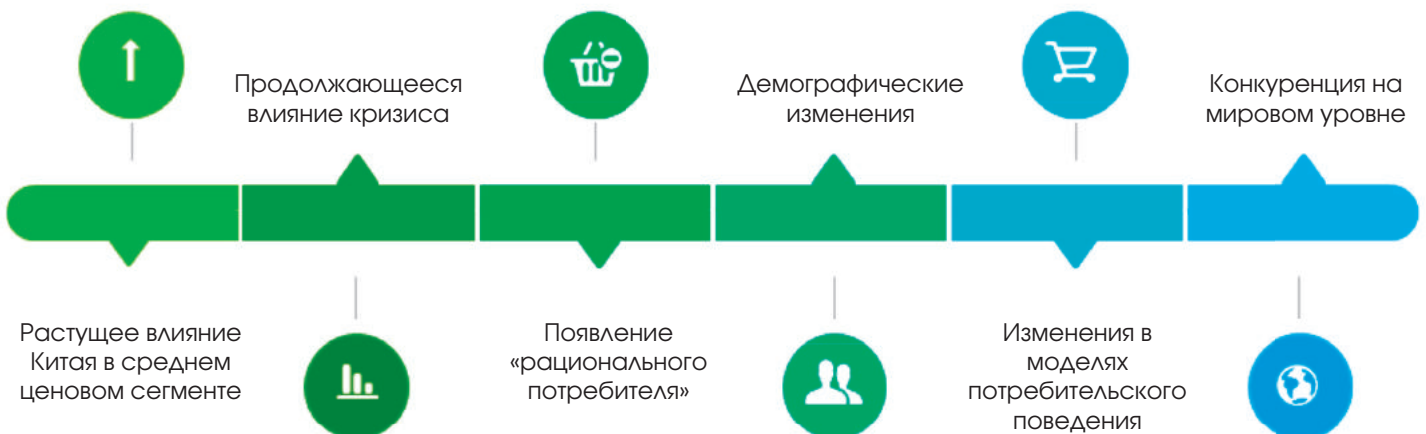 Продолжающееся
влияние кризиса
Демографические
изменения
Конкуренция на
мировом уровне
Растущее влияние
Китая в среднем
ценовом сегменте
Появление
«рационального
потребителя»
Изменения в
моделях
потребительского
поведения